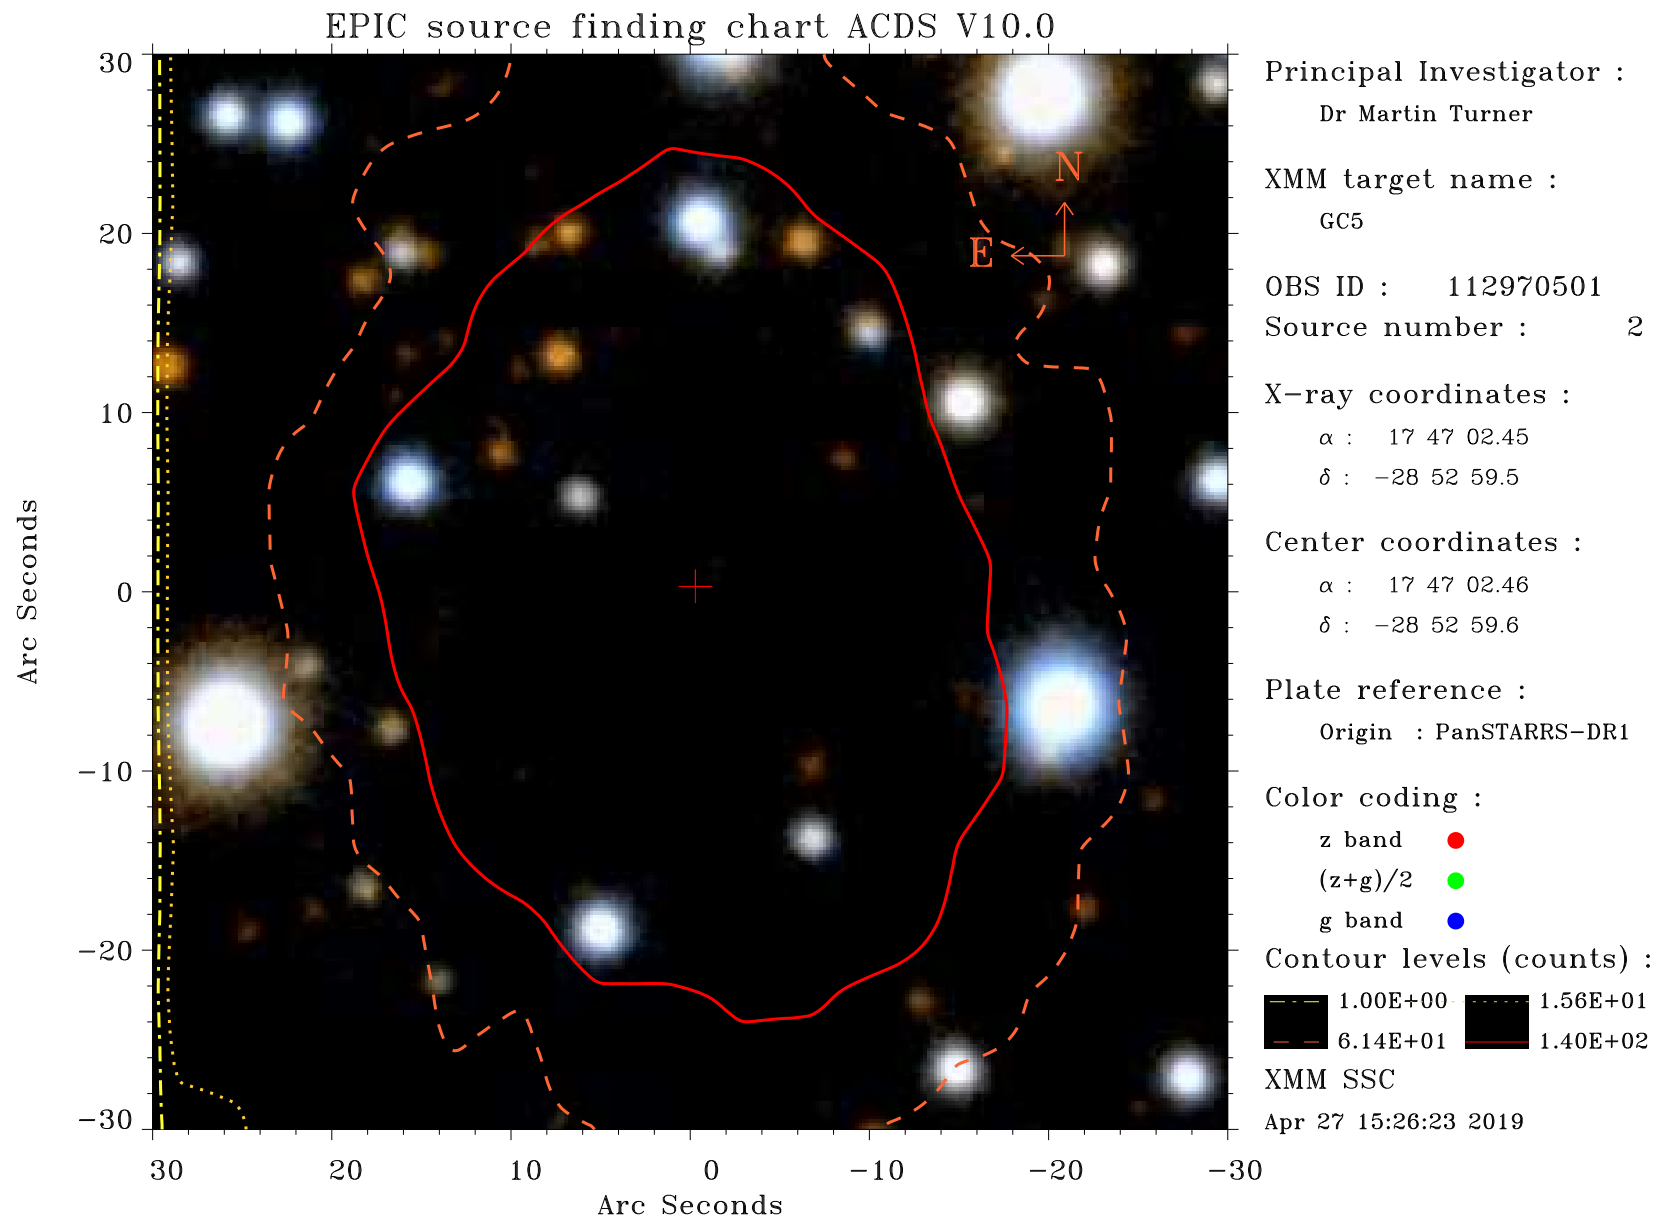 EPIC source finding chart ACDS V10.0
30
20
10
0
-10
-20
-30
Arc Seconds
N
E
30 20 10 0 -10 -20 -30
Arc Seconds
Principal Investigator :
Dr Martin Turner
XMM target name :
GC5
OBS ID : 112970501
Source number : 2
X-ray coordinates :
α : 17 47 02.45
δ : -28 52 59.5
Center coordinates :
α : 17 47 02.46
δ : -28 52 59.6
Plate reference :
Origin : PanSTARRS-DR1
Color coding :
z band
(z+g)/2
g band
Contour levels (counts) :
1.00E+00 1.56E+01
6.14E+01 1.40E+02
XMM SSC
Apr 27 15:26:23 2019